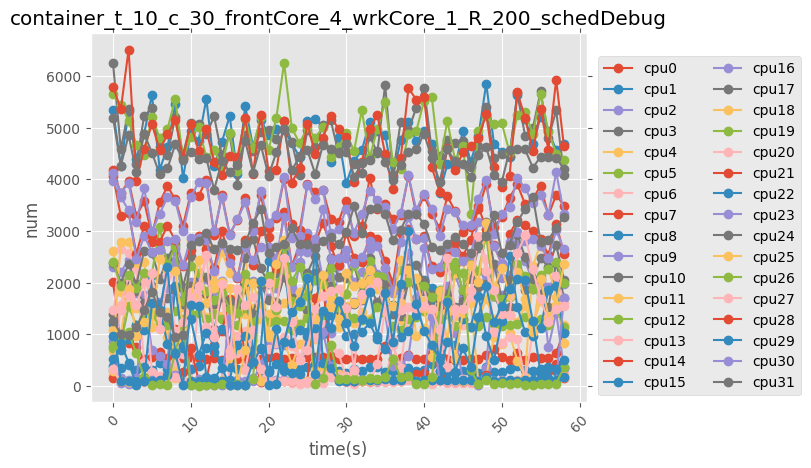 container_t_10_c_30_frontCore_4_wrkCore_1_R_200_schedDebug
6000
5000
4000
3000
2000
1000
0
num
0
10
20
30
40
50
60
time(s)
cpu0
cpu1
cpu2
cpu3
cpu4
cpu5
cpu6
cpu7
cpu8
cpu9
cpu10
cpu11
cpu12
cpu13
cpu14
cpu15
cpu16
cpu17
cpu18
cpu19
cpu20
cpu21
cpu22
cpu23
cpu24
cpu25
cpu26
cpu27
cpu28
cpu29
cpu30
cpu31